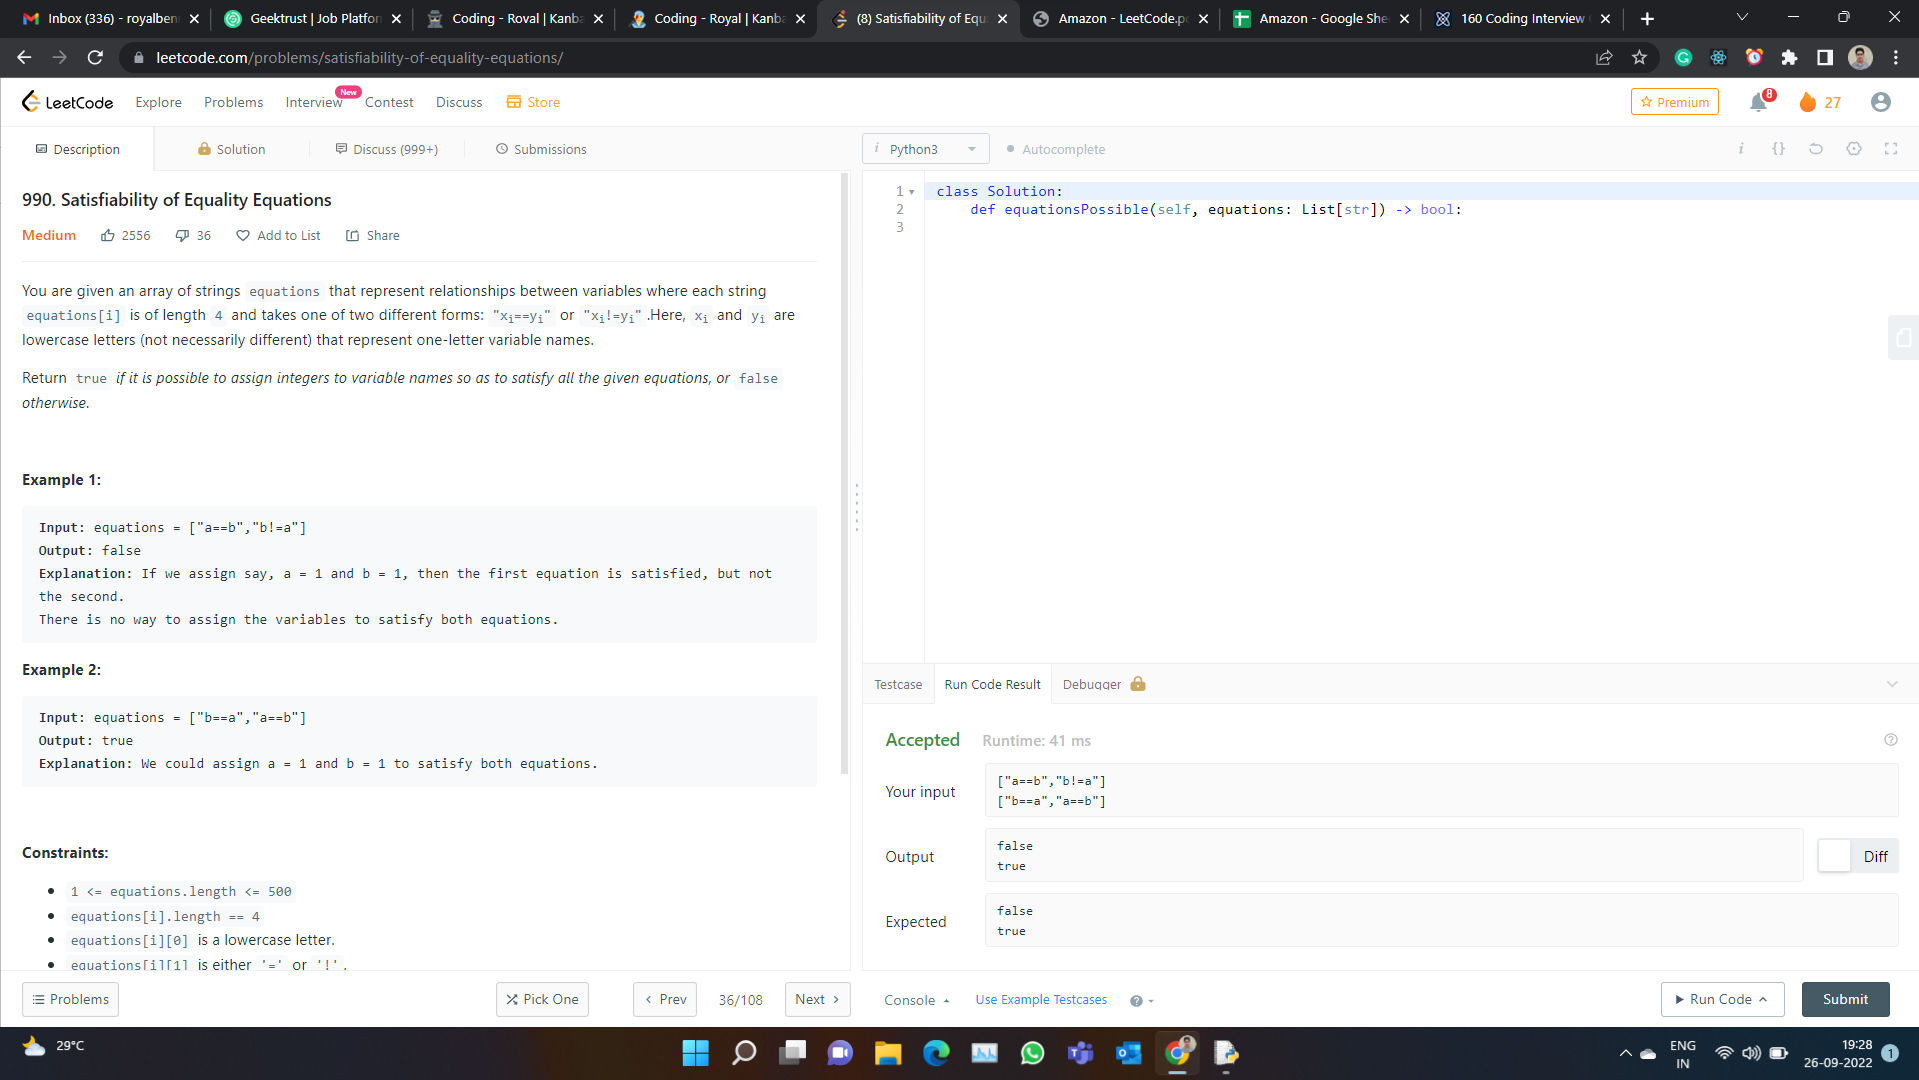 Inbox (336) - royalben
Geektrust | Job Platfor
Coding - Roval | Kanba
Coding - Royal | Kanba
(8) Satisfiability of Equ
Amazon - LeetCode.p
Amazon - Google She
160 Coding Interview
leetcode.com/problems/satisfiability-of-equality-equations/
LeetCode
Explore
Problems
Interview
New
Contest
Discuss
Store
Premium
8
27
Description
Solution
Discuss (999+)
Submissions
i Python3
Autocomplete
i {}
990. Satisfiability of Equality Equations
Medium 2556 36 Add to List Share
You are given an array of strings equations that represent relationships between variables where each string
equations[i] is of length 4 and takes one of two different forms: "xi==yi" or "xi!=yi".Here, xi and yi are
lowercase letters (not necessarily different) that represent one-letter variable names.
Return true if it is possible to assign integers to variable names so as to satisfy all the given equations, or false
otherwise.
Example 1:
Input: equations = ["a==b","b!=a"]
Output: false
Explanation: If we assign say, a = 1 and b = 1, then the first equation is satisfied, but not
the second.
There is no way to assign the variables to satisfy both equations.
Example 2:
Input: equations = ["b==a","a==b"]
Output: true
Explanation: We could assign a = 1 and b = 1 to satisfy both equations.
Constraints:
1 <= equations.length <= 500
equations[i].length == 4
equations[i][0] is a lowercase letter.
equations[i][1] is either '=' or '!'.
1 class Solution:
2 def equationsPossible(self, equations: List[str]) -> bool:
3
Testcase
Run Code Result
Debugger
Accepted Runtime: 41 ms
Your input
["a==b","b!=a"]
["b==a","a==b"]
Output
false
true
Diff
Expected
false
true
Problems
Pick One
Prev
36/108
Next
Console
Use Example Testcases
Run Code
Submit
29°C
ENG
IN
19:28
26-09-2022
1